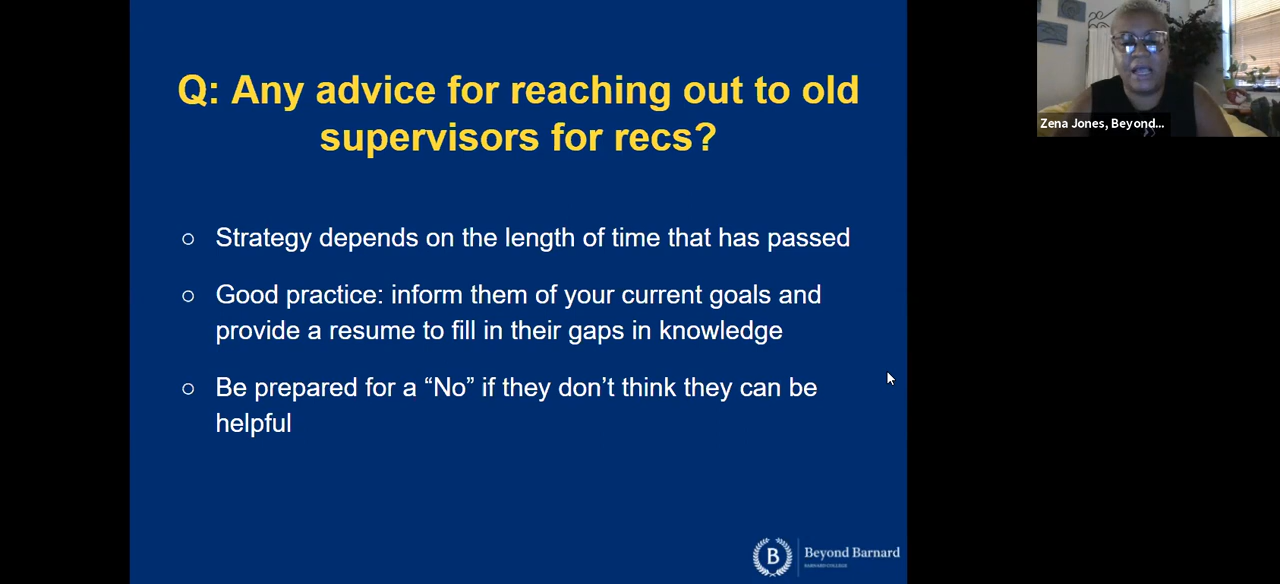 Q: Any advice for reaching out to old
supervisors for recs?
○ Strategy depends on the length of time that has passed
○ Good practice: inform them of your current goals and
provide a resume to fill in their gaps in knowledge
○ Be prepared for a “No” if they don’t think they can be
helpful
B
Beyond Barnard
BARNARD COLLEGE
Zena Jones, Beyond...